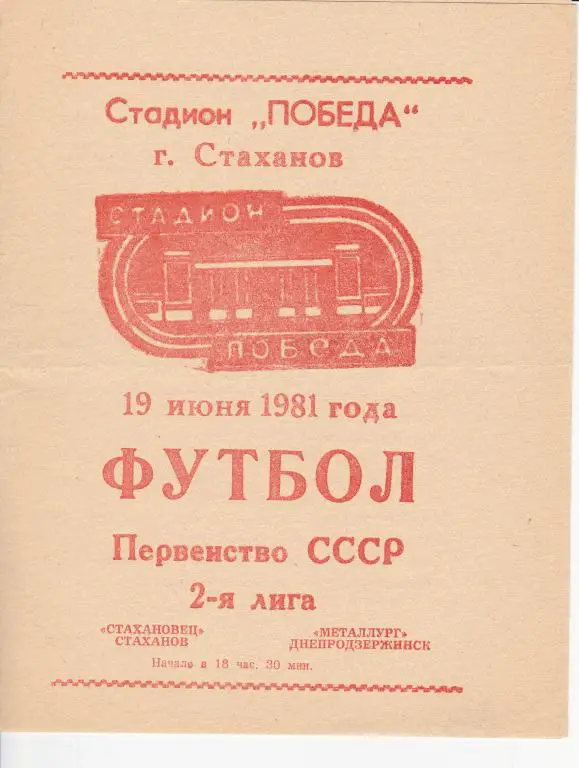 Стадион „ПОБЕДА“
г. Стаханов
СТАДИОН
ПОБЕДА
19 июня 1981 года
ФУТБОЛ
Первенство СССР
2-я лига
«СТАХАНОВЕЦ» «МЕТАЛЛУРГ»
СТАХАНОВ ДНЕПРОДЗЕРЖИНСК
Начало в 18 час. 30 мин.